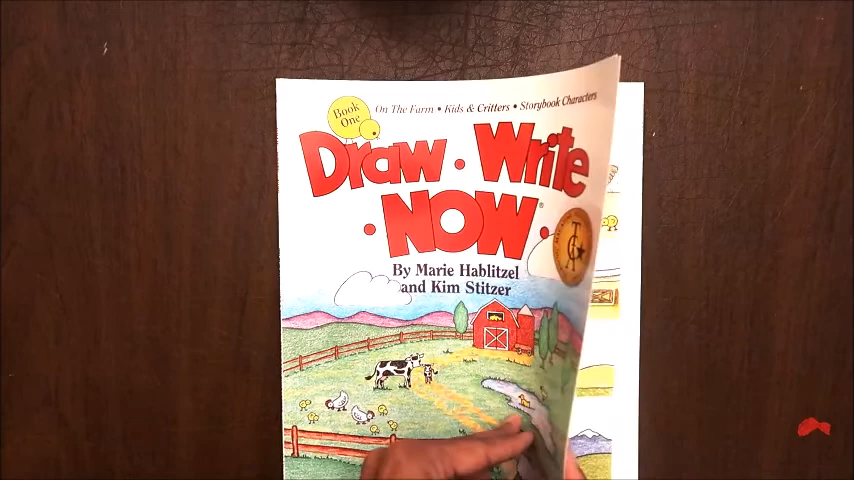 Book
One
On The Farm • Kids & Critters • Storybook Characters
Draw • Write
• NOW® •
By Marie Hablitzel
and Kim Stitzer